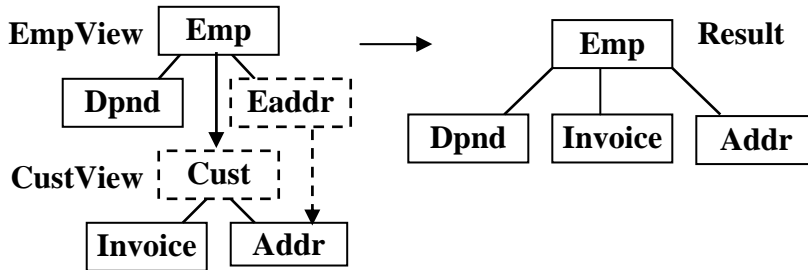 EmpView
Emp
Dpnd
Eaddr
CustView
Cust
Invoice
Addr
Emp
Result
Dpnd
Invoice
Addr